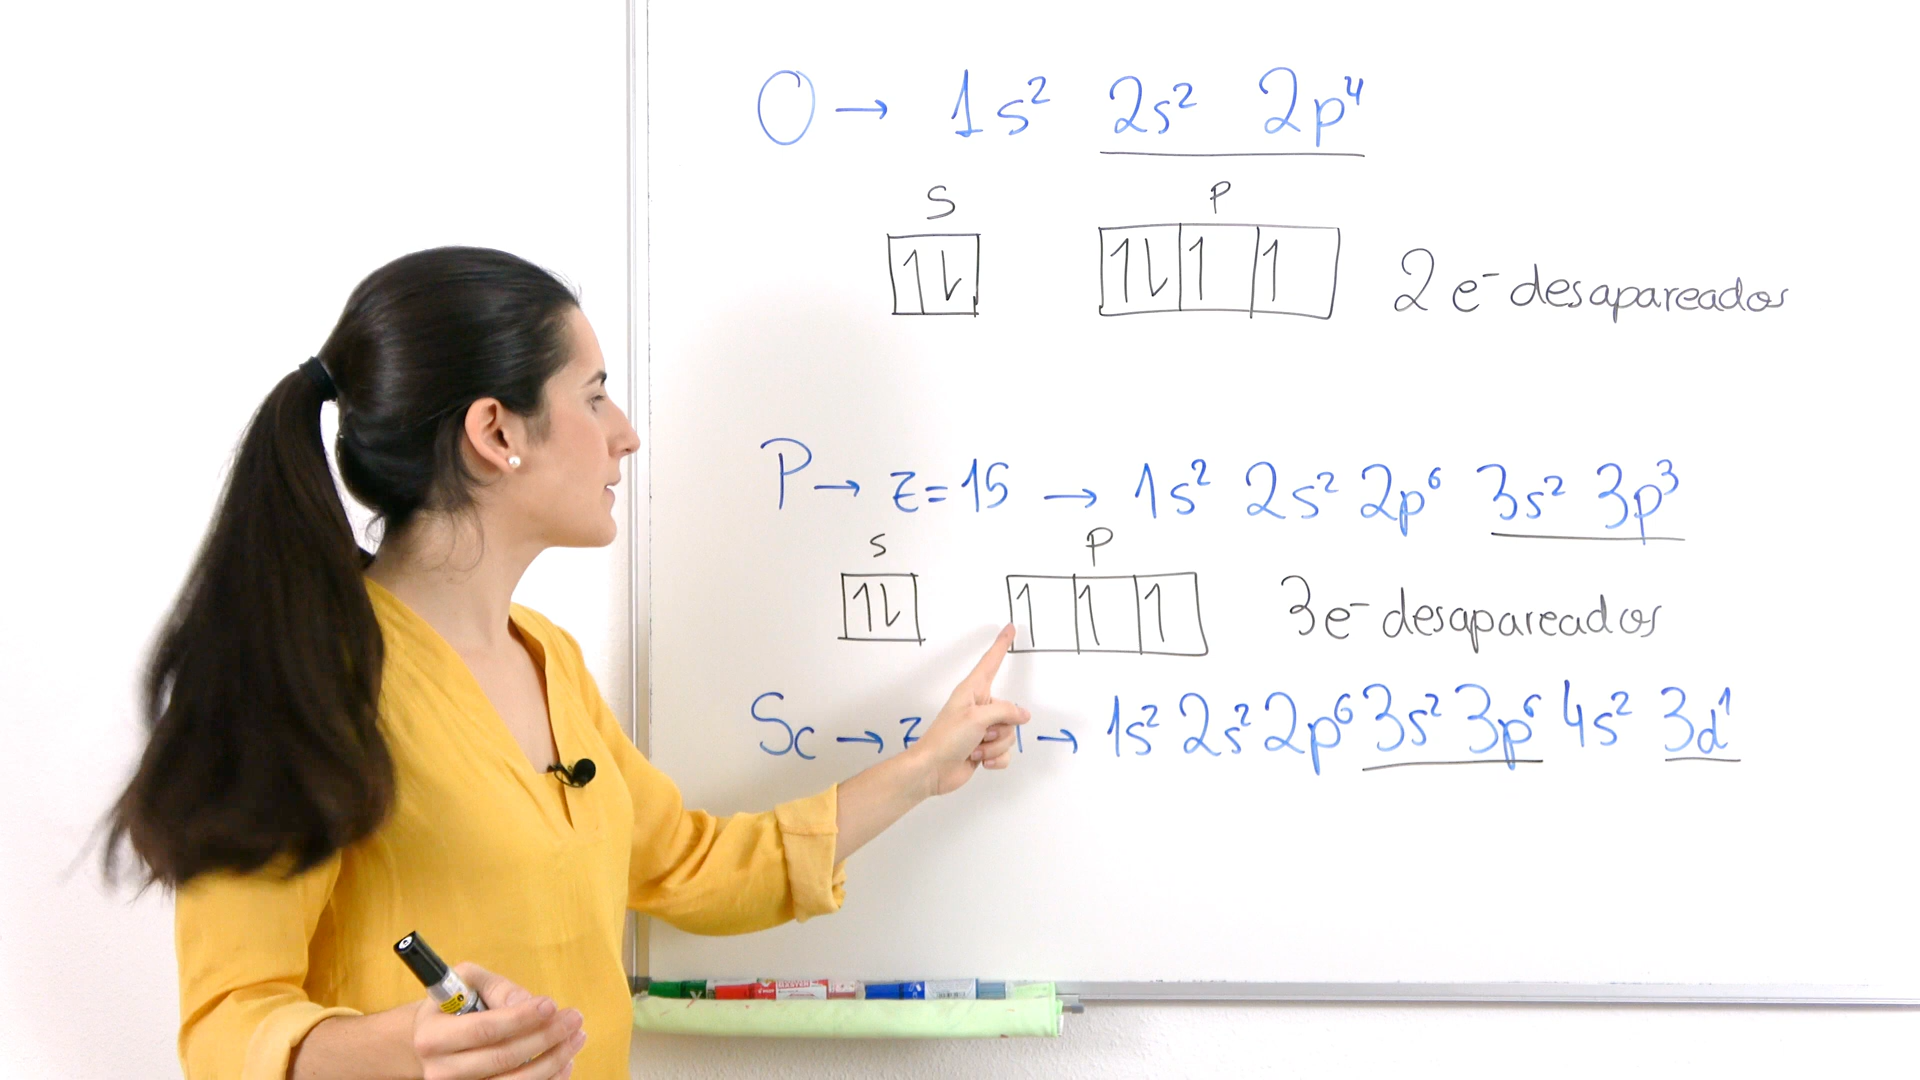 O → 1s² 2s² 2p⁴
S P
1↓ 1↓ 1 1 2 e⁻ desapareados
P → z=15 → 1s² 2s² 2p⁶ 3s² 3p³
s P
1↓ 1 1 1 3e⁻ desapareados
Sc → z 1 → 1s² 2s² 2p⁶ 3s² 3p⁶ 4s² 3d¹